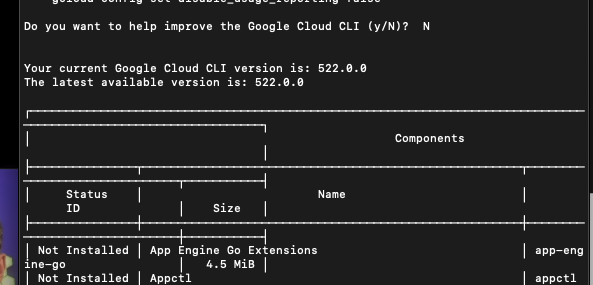 gcloud config set disable_usage_reporting false
Do you want to help improve the Google Cloud CLI (y/N)? N
Your current Google Cloud CLI version is: 522.0.0
The latest available version is: 522.0.0
Components
Status Name
ID Size
Not Installed App Engine Go Extensions app-eng
ine-go 4.5 MiB
Not Installed Appctl appctl